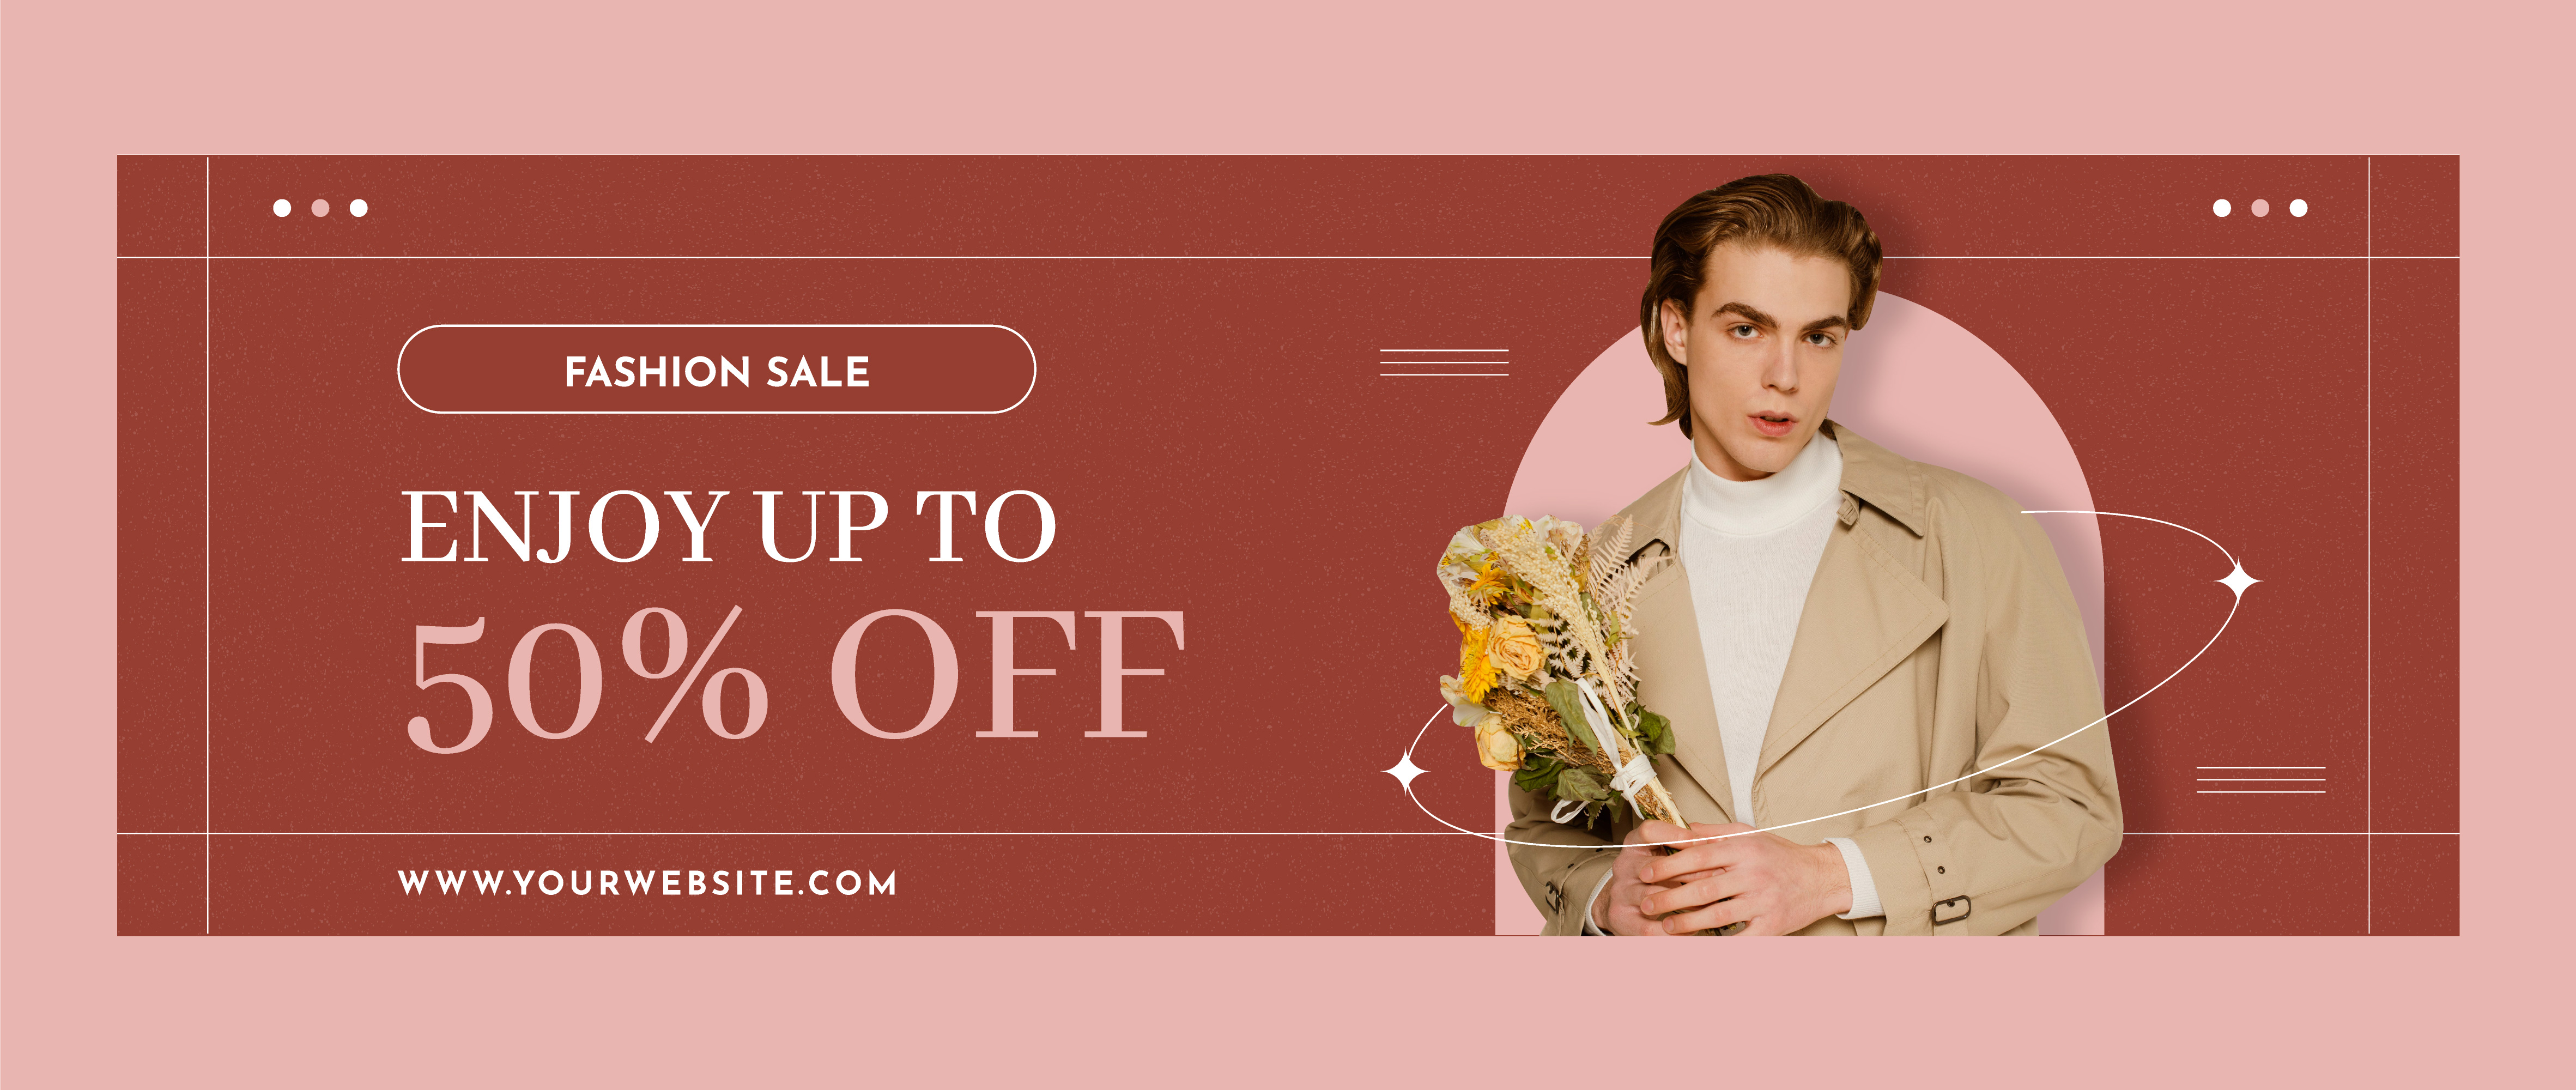 FASHION SALE
ENJOY UP TO
50% OFF
WWW.YOURWEBSITE.COM